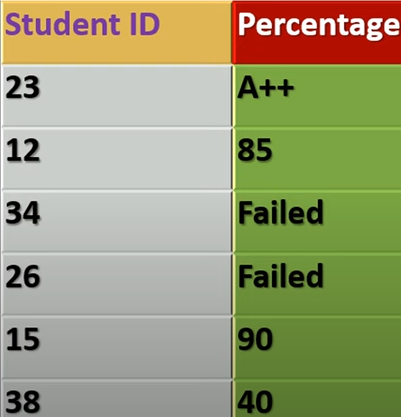 Student ID Percentage
23 A++
12 85
34 Failed
26 Failed
15 90
38 40